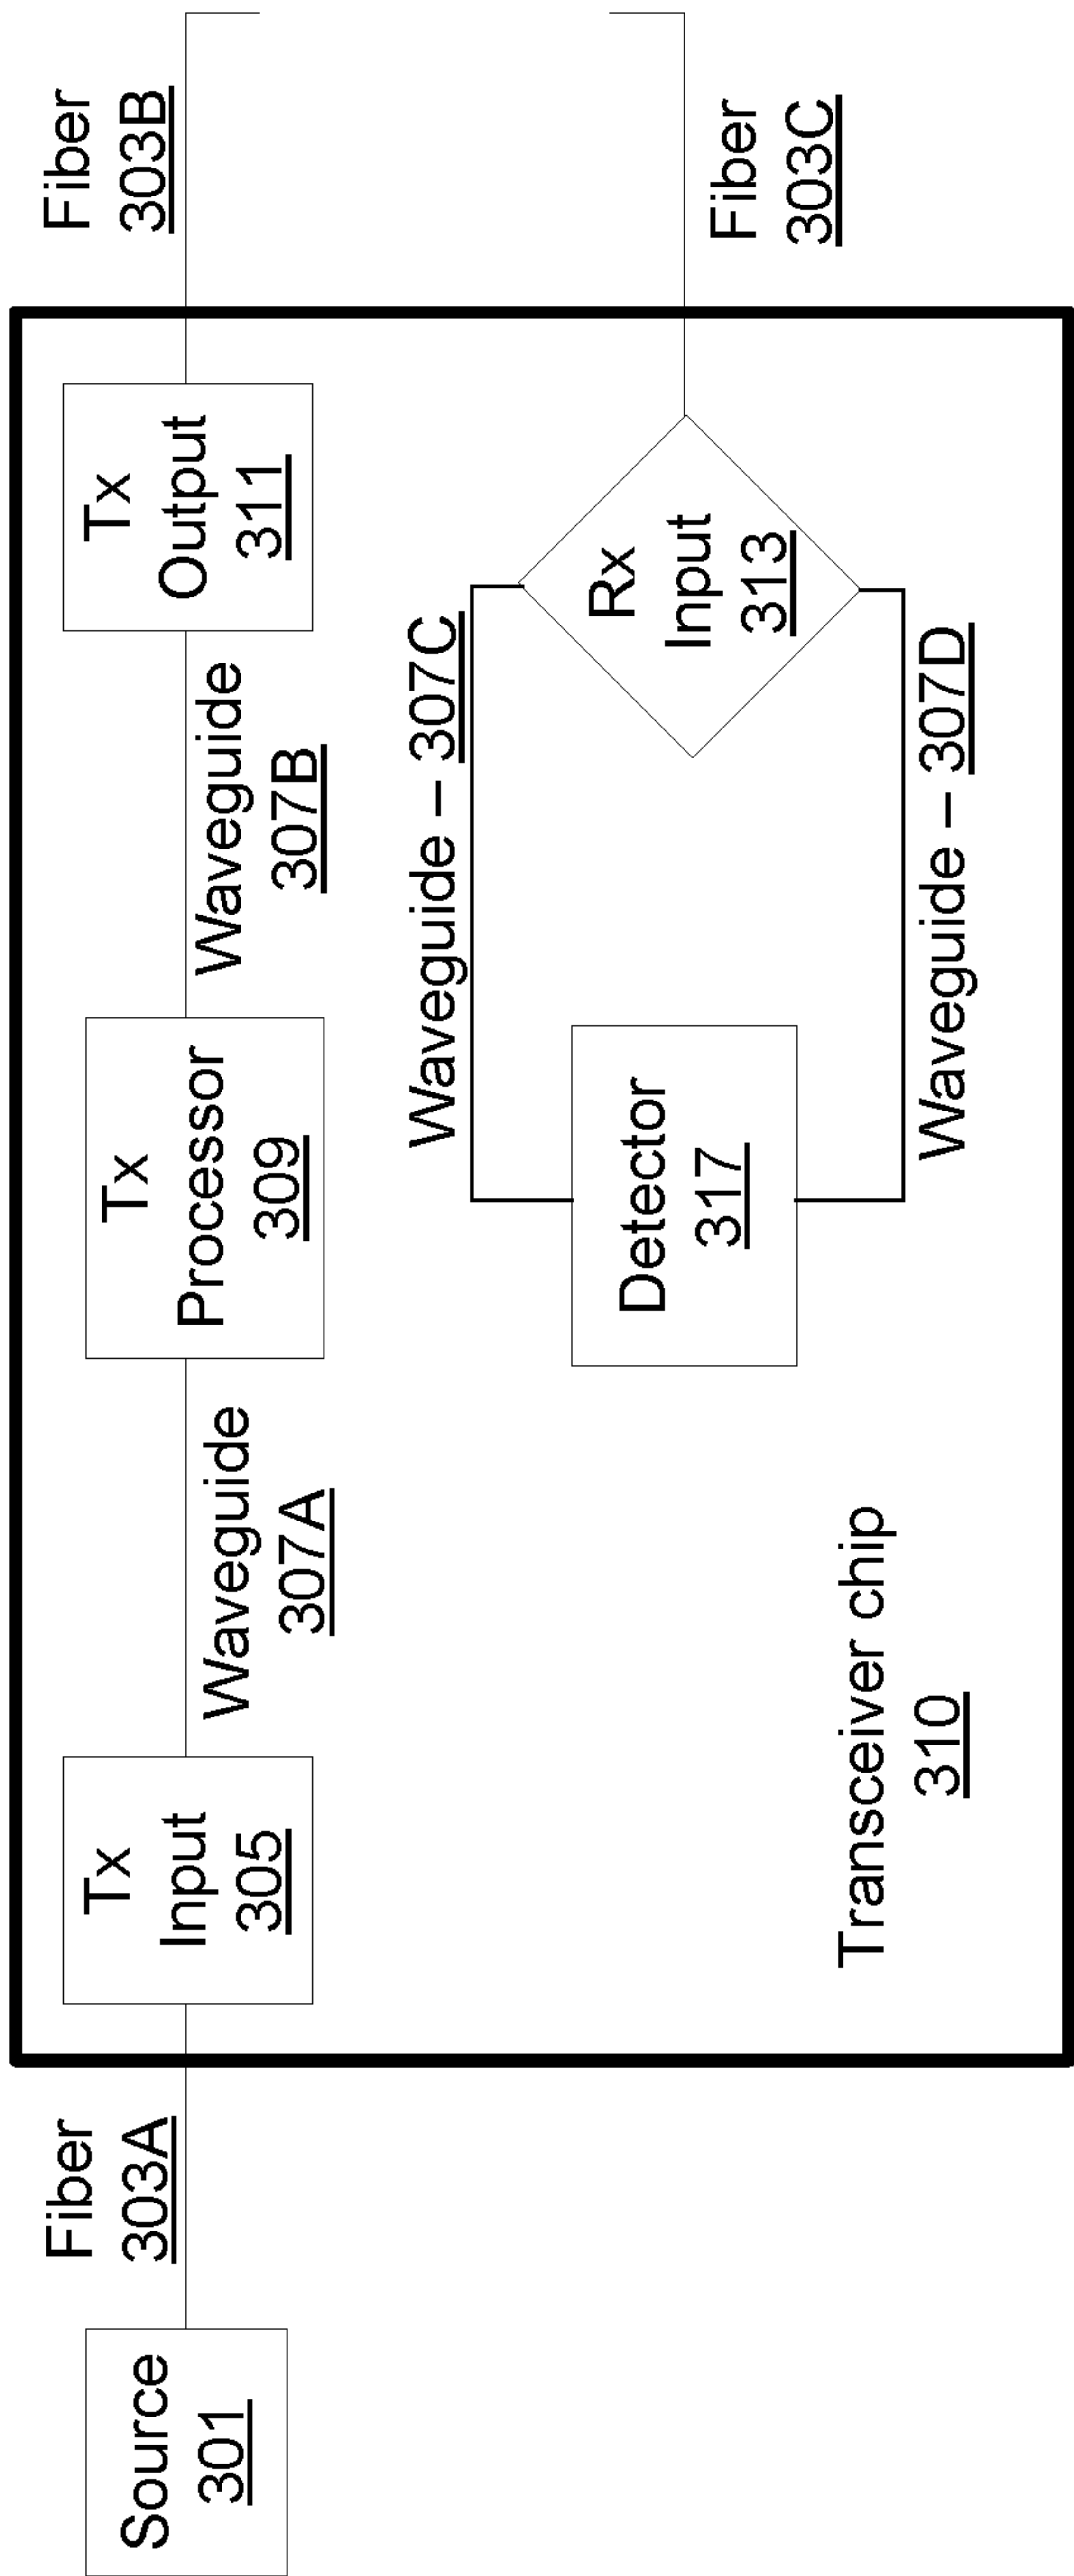 Source
301
Fiber
303A
Tx
Input
305
Waveguide
307A
Tx
Processor
309
Waveguide
307B
Tx
Output
311
Fiber
303B
Transceiver chip
310
Detector
317
Waveguide – 307C
Waveguide – 307D
Rx
Input
313
Fiber
303C